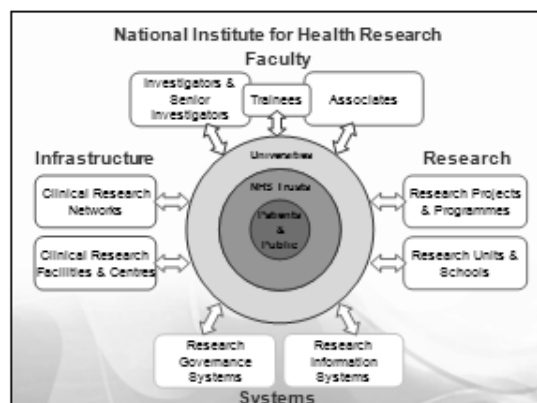 National Institute for Health Research
Faculty
Investigators &
Senior
Investigators
Trainees
Associates
Infrastructure
Research
Universities
NHS Trusts
Patients
&
Public
Clinical Research
Networks
Research Projects
& Programmes
Clinical Research
Facilities & Centres
Research Units &
Schools
Research
Governance
Systems
Research
Information
Systems
Systems